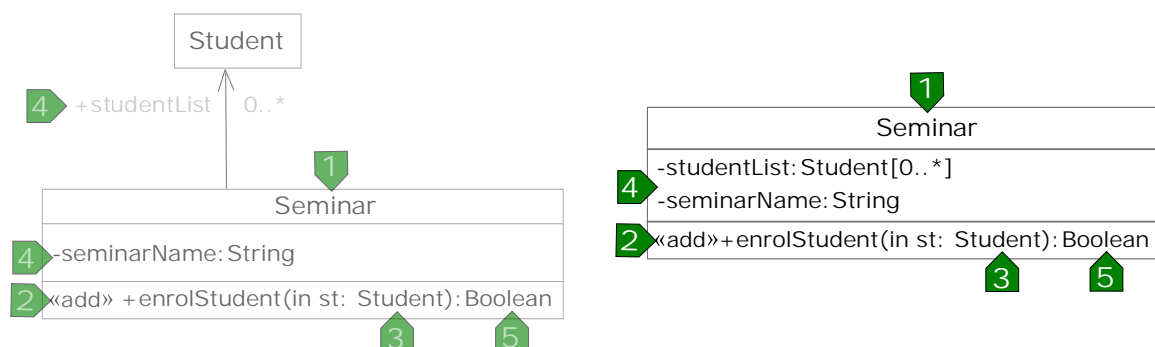 Student
4 +studentList 0..*
1
Seminar
4 -seminarName: String
2 «add» +enrolStudent(in st: Student): Boolean
3 5
1
Seminar
-studentList: Student[0..*]
4
-seminarName: String
2 «add»+enrolStudent(in st: Student): Boolean
3 5